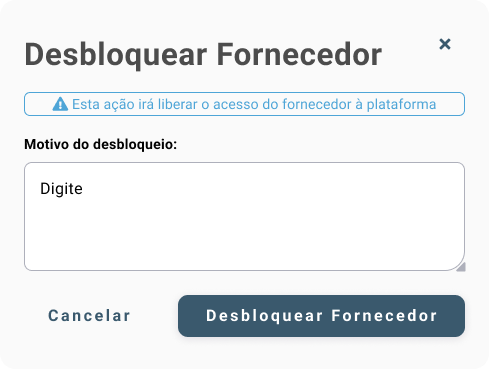 Desbloquear Fornecedor
Esta ação irá liberar o acesso do fornecedor à plataforma
Motivo do desbloqueio:
Digite
Cancelar
Desbloquear Fornecedor